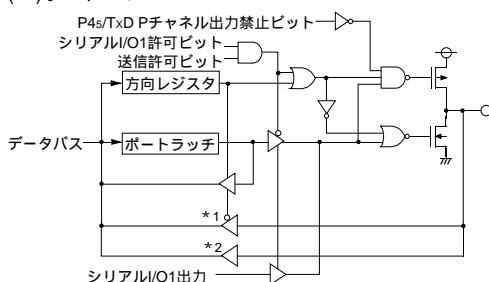 P45/TxD Pチャネル出力禁止ビット
シリアルI/O1許可ビット
送信許可ビット
方向レジスタ
データバス
ポートラッチ
*1
*2
シリアルI/O1出力